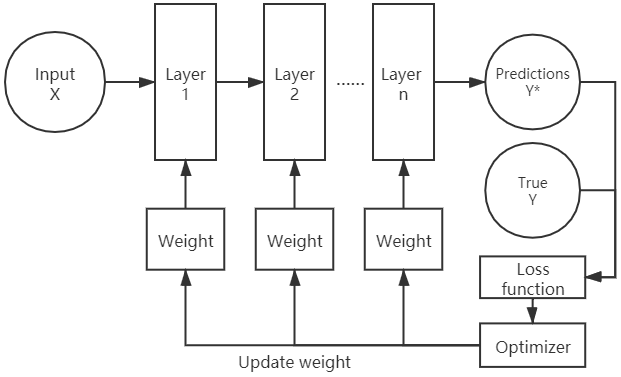 Input
X
Layer
1
Layer
2
......
Layer
n
Predictions
Y*
True
Y
Weight
Weight
Weight
Loss
function
Optimizer
Update weight